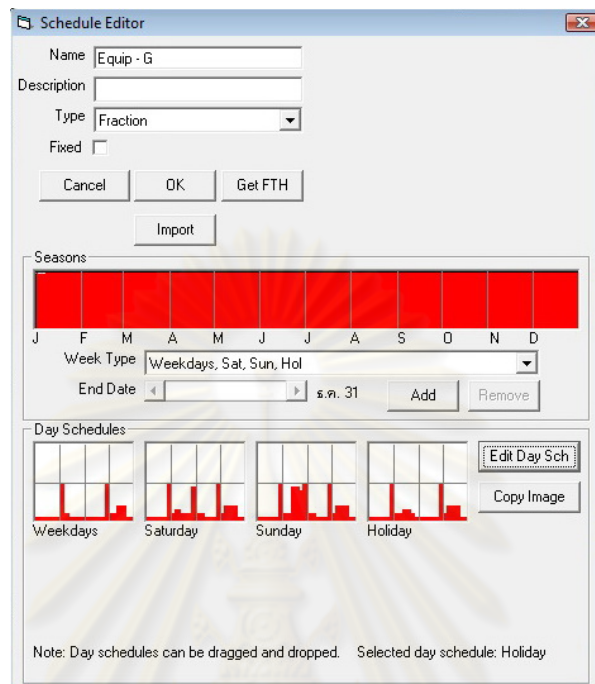 Schedule Editor
Name Equip - G
Description
Type Fraction
Fixed
Cancel OK Get FTH
Import
Seasons
J F M A M J J A S O N D
Week Type Weekdays, Sat, Sun, Hol
End Date ธ.ค. 31 Add Remove
Day Schedules
Edit Day Sch
Copy Image
Weekdays Saturday Sunday Holiday
Note: Day schedules can be dragged and dropped. Selected day schedule: Holiday